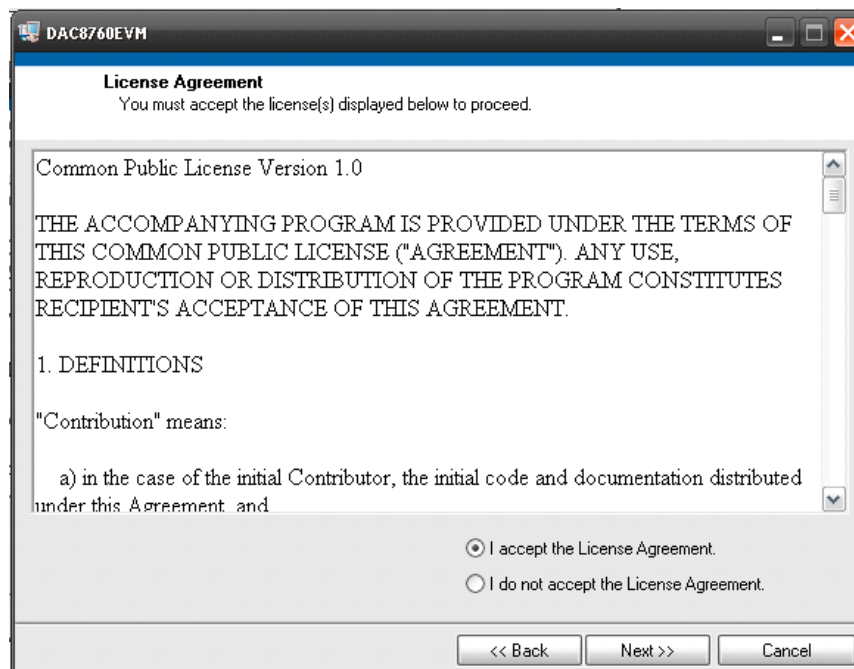 DAC8760EVM
License Agreement
You must accept the license(s) displayed below to proceed.
Common Public License Version 1.0
THE ACCOMPANYING PROGRAM IS PROVIDED UNDER THE TERMS OF
THIS COMMON PUBLIC LICENSE ("AGREEMENT"). ANY USE,
REPRODUCTION OR DISTRIBUTION OF THE PROGRAM CONSTITUTES
RECIPIENT'S ACCEPTANCE OF THIS AGREEMENT.
1. DEFINITIONS
"Contribution" means:
a) in the case of the initial Contributor, the initial code and documentation distributed
under this Agreement, and
I accept the License Agreement.
I do not accept the License Agreement.
<< Back
Next >>
Cancel